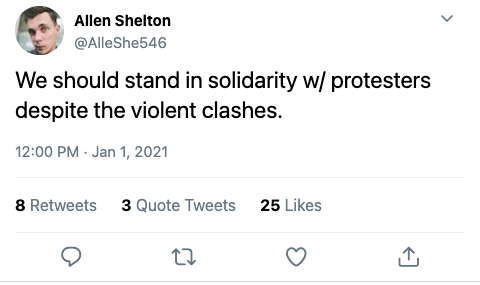 Allen Shelton
@AlleShe546
We should stand in solidarity w/ protesters
despite the violent clashes.
12:00 PM · Jan 1, 2021
8 Retweets 3 Quote Tweets 25 Likes